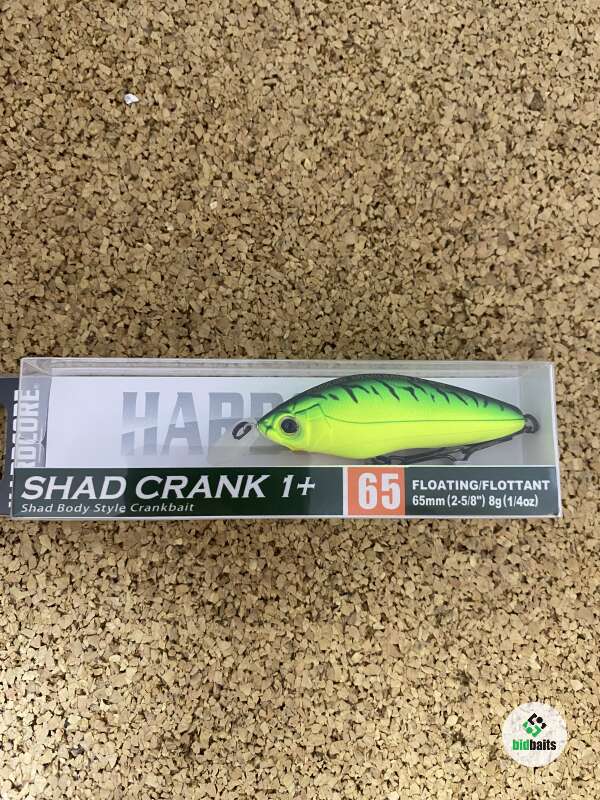 HARD
SHAD CRANK 1+
Shad Body Style Crankbait
65
FLOATING/FLOTTANT
65mm (2-5/8") 8g (1/4oz)
bidbaits